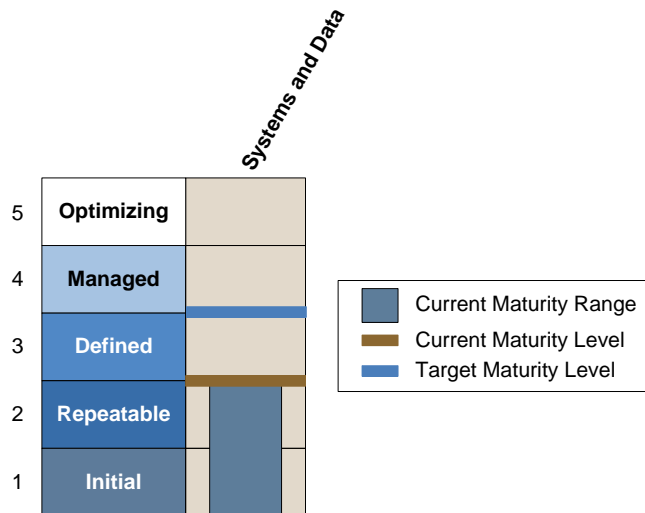 Systems and Data
5 Optimizing
4 Managed
3 Defined
2 Repeatable
1 Initial
Current Maturity Range
Current Maturity Level
Target Maturity Level